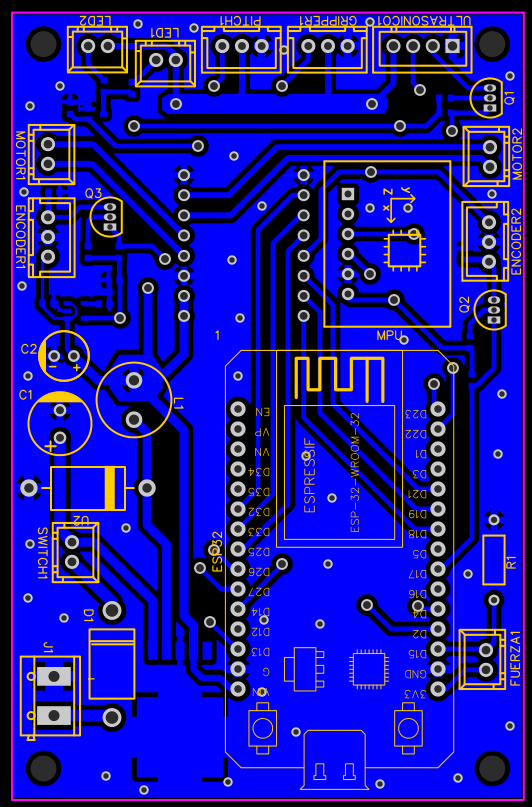 LED2
LED1
PITCH1
GRIPPER1
ULTRASONICO1
Q1
MOTOR1
MOTOR2
Q3
z
y
x
ENCODER1
ENCODER2
Q2
1
MPU
C2
- +
C1
+
L1
EN D23
VP D22
VN D1
D34 D3
D35 D21
D32 D19
D33 D18
D25 D5
D26 D17
D27 D16
D14 D4
D12 D2
D13 D15
G GND
VN 3V3
ESPRESSIF
ESP-32-WROOM-32
ESP32
SWITCH1
R1
D1
J1
FUERZA1